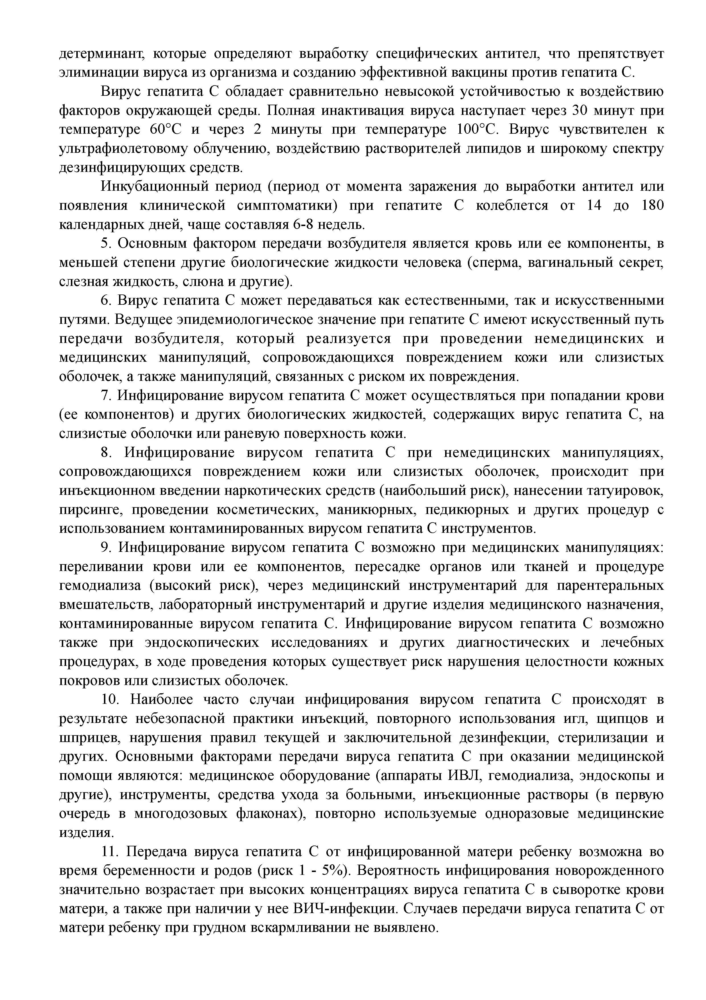 детерминант, которые определяют выработку специфических антител, что препятствует
элиминации вируса из организма и созданию эффективной вакцины против гепатита С.
Вирус гепатита С обладает сравнительно невысокой устойчивостью к воздействию
факторов окружающей среды. Полная инактивация вируса наступает через 30 минут при
температуре 60°С и через 2 минуты при температуре 100°С. Вирус чувствителен к
ультрафиолетовому облучению, воздействию растворителей липидов и широкому спектру
дезинфицирующих средств.
Инкубационный период (период от момента заражения до выработки антител или
появления клинической симптоматики) при гепатите С колеблется от 14 до 180
календарных дней, чаще составляя 6-8 недель.
5. Основным фактором передачи возбудителя является кровь или ее компоненты, в
меньшей степени другие биологические жидкости человека (сперма, вагинальный секрет,
слезная жидкость, слюна и другие).
6. Вирус гепатита С может передаваться как естественными, так и искусственными
путями. Ведущее эпидемиологическое значение при гепатите С имеют искусственный путь
передачи возбудителя, который реализуется при проведении немедицинских и
медицинских манипуляций, сопровождающихся повреждением кожи или слизистых
оболочек, а также манипуляций, связанных с риском их повреждения.
7. Инфицирование вирусом гепатита С может осуществляться при попадании крови
(ее компонентов) и других биологических жидкостей, содержащих вирус гепатита С, на
слизистые оболочки или раневую поверхность кожи.
8. Инфицирование вирусом гепатита С при немедицинских манипуляциях,
сопровождающихся повреждением кожи или слизистых оболочек, происходит при
инъекционном введении наркотических средств (наибольший риск), нанесении татуировок,
пирсинге, проведении косметических, маникюрных, педикюрных и других процедур с
использованием контаминированных вирусом гепатита С инструментов.
9. Инфицирование вирусом гепатита С возможно при медицинских манипуляциях:
переливании крови или ее компонентов, пересадке органов или тканей и процедуре
гемодиализа (высокий риск), через медицинский инструментарий для парентеральных
вмешательств, лабораторный инструментарий и другие изделия медицинского назначения,
контаминированные вирусом гепатита С. Инфицирование вирусом гепатита С возможно
также при эндоскопических исследованиях и других диагностических и лечебных
процедурах, в ходе проведения которых существует риск нарушения целостности кожных
покровов или слизистых оболочек.
10. Наиболее часто случаи инфицирования вирусом гепатита С происходят в
результате небезопасной практики инъекций, повторного использования игл, щипцов и
шприцев, нарушения правил текущей и заключительной дезинфекции, стерилизации и
других. Основными факторами передачи вируса гепатита С при оказании медицинской
помощи являются: медицинское оборудование (аппараты ИВЛ, гемодиализа, эндоскопы и
другие), инструменты, средства ухода за больными, инъекционные растворы (в первую
очередь в многодозовых флаконах), повторно используемые одноразовые медицинские
изделия.
11. Передача вируса гепатита С от инфицированной матери ребенку возможна во
время беременности и родов (риск 1 - 5%). Вероятность инфицирования новорожденного
значительно возрастает при высоких концентрациях вируса гепатита С в сыворотке крови
матери, а также при наличии у нее ВИЧ-инфекции. Случаев передачи вируса гепатита С от
матери ребенку при грудном вскармливании не выявлено.